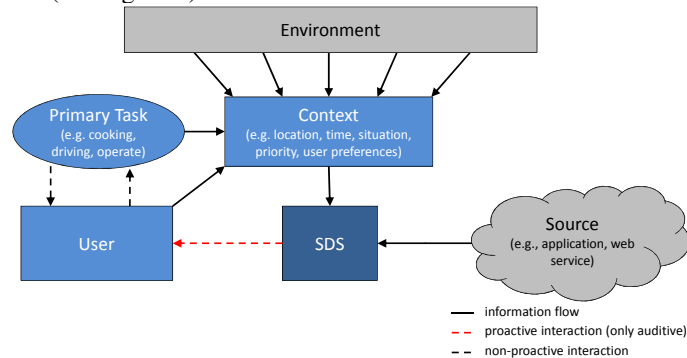 Environment
Primary Task
(e.g. cooking,
driving, operate)
Context
(e.g. location, time, situation,
priority, user preferences)
User
SDS
Source
(e.g., application, web
service)
information flow
proactive interaction (only auditive)
non-proactive interaction